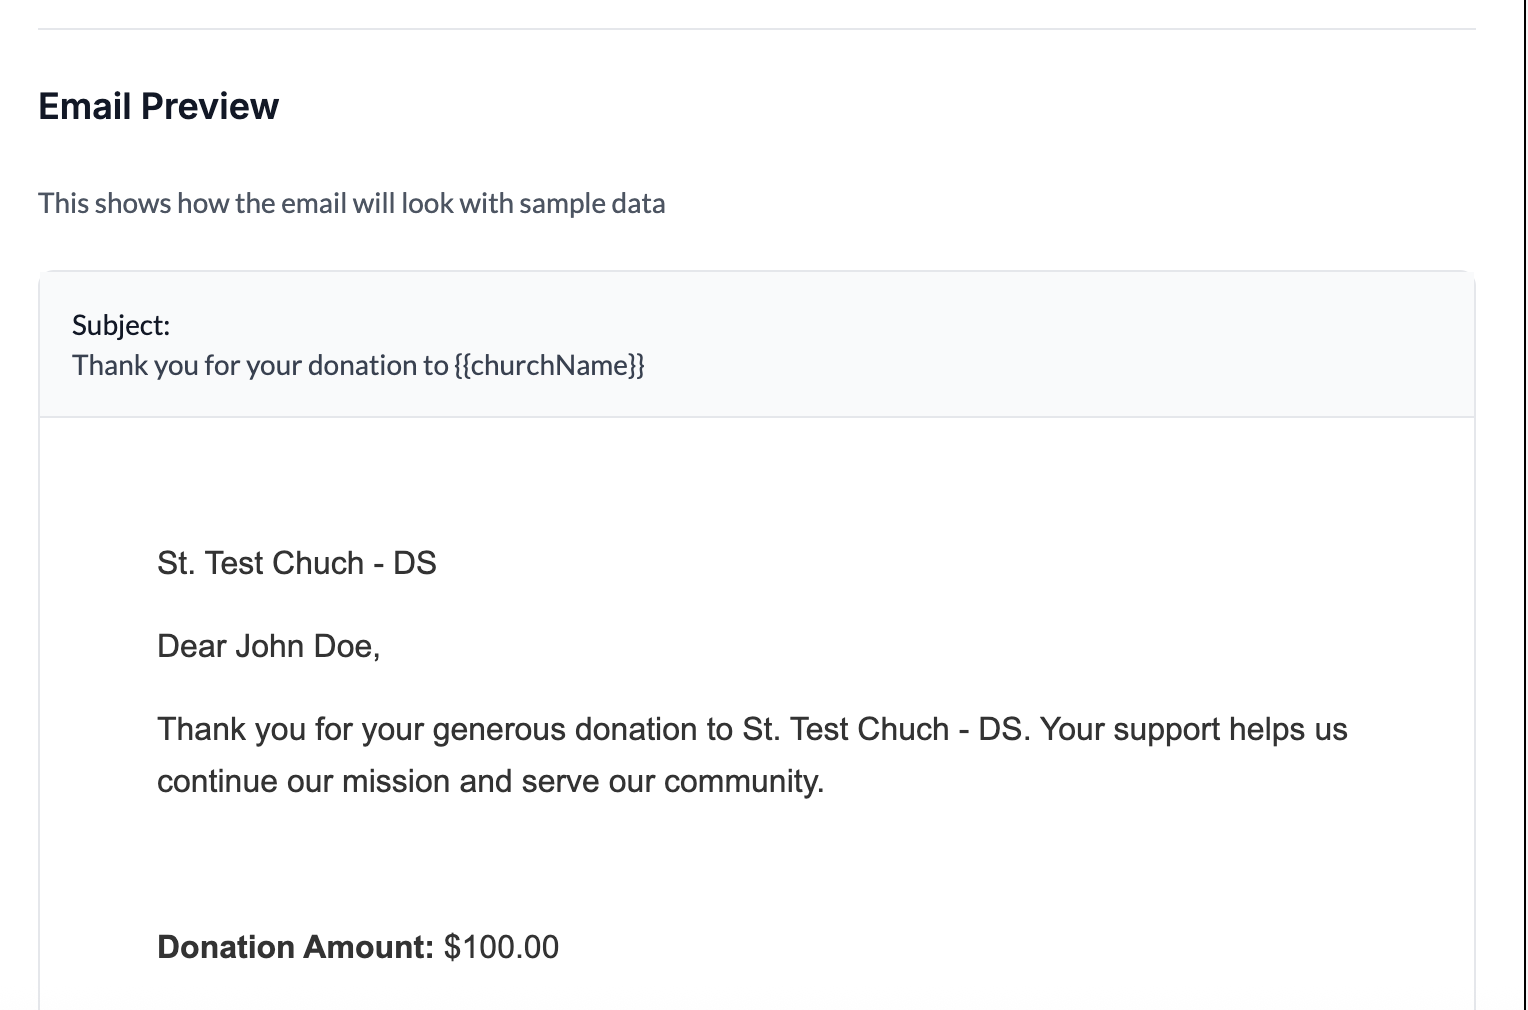 Email Preview
This shows how the email will look with sample data
Subject:
Thank you for your donation to {{churchName}}
St. Test Chuch - DS
Dear John Doe,
Thank you for your generous donation to St. Test Chuch - DS. Your support helps us
continue our mission and serve our community.
Donation Amount: $100.00